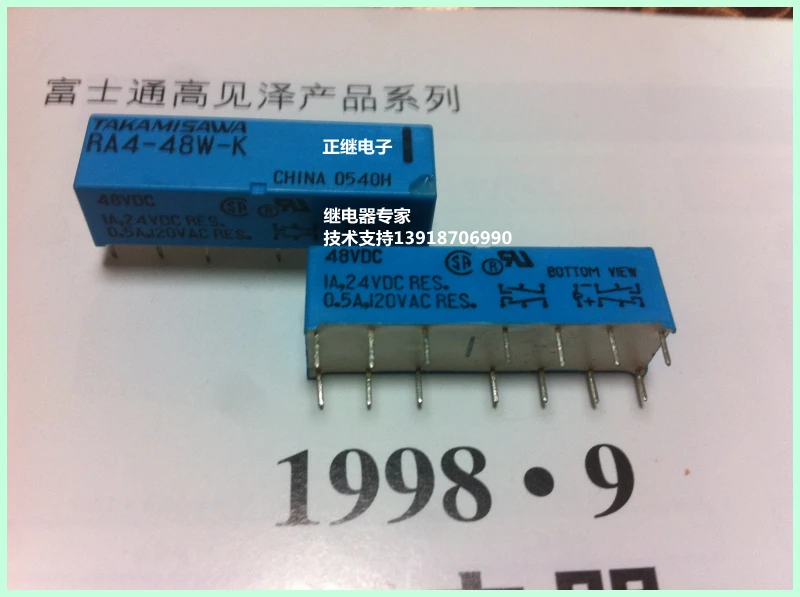 富士通高见泽产品系列
TAKAMISAWA
RA4-48W-K
正继电子
CHINA 0540H
48VDC
1A,24VDC RES.
0.5A,120VAC RES.
继电器专家
技术支持13918706990
48VDC
1A,24VDC RES.
0.5A,120VAC RES.
BOTTOM VIEW
1998·9